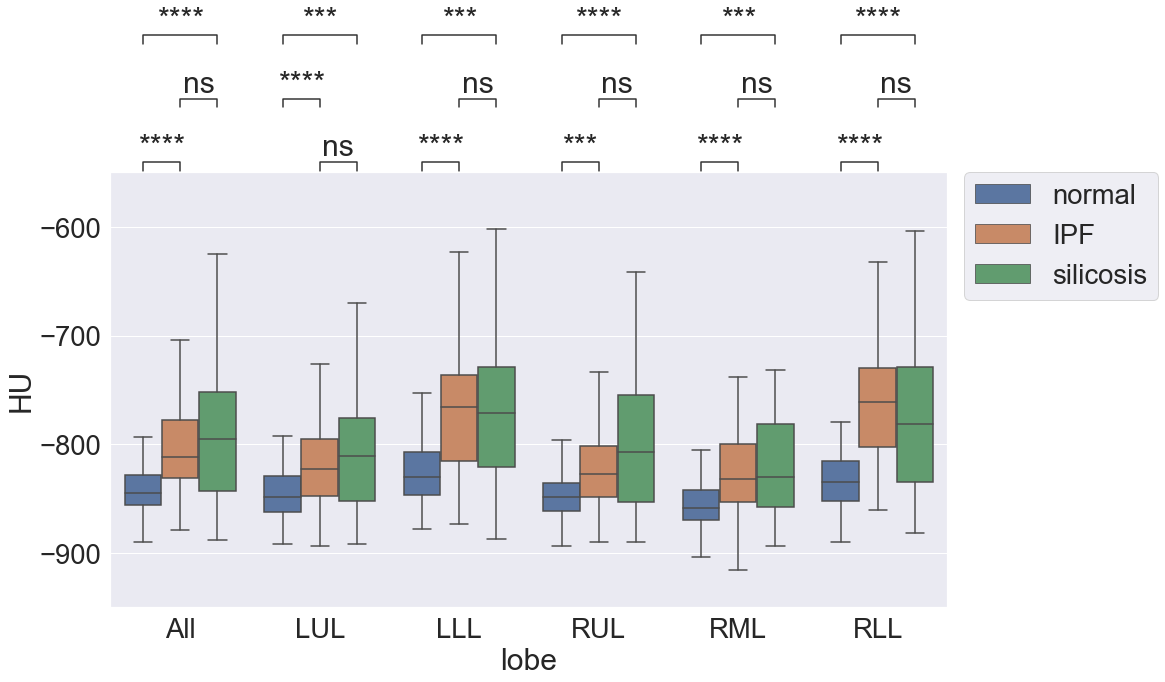 **** *** *** **** *** ****
ns **** ns ns ns ns
**** ns **** *** **** ****
normal
IPF
silicosis
−600
−700
−800
−900
HU
All LUL LLL RUL RML RLL
lobe